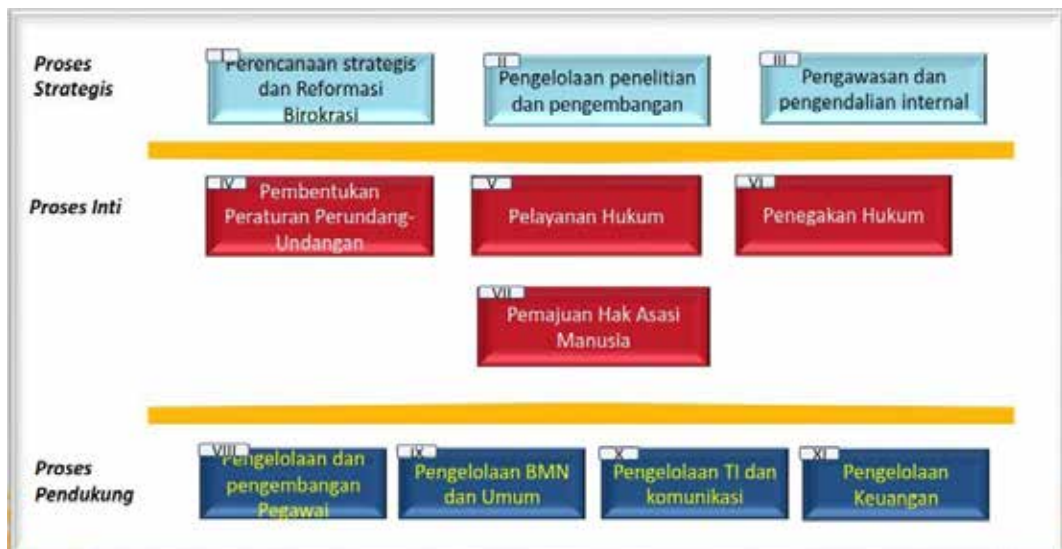 Proses
Strategis
I
Perencanaan strategis
dan Reformasi
Birokrasi
II
Pengelolaan penelitian
dan pengembangan
III
Pengawasan dan
pengendalian internal
Proses Inti
IV
Pembentukan
Peraturan Perundang-
Undangan
V
Pelayanan Hukum
VI
Penegakan Hukum
VII
Pemajuan Hak Asasi
Manusia
Proses
Pendukung
VIII
Pengelolaan dan
pengembangan
Pegawai
IX
Pengelolaan BMN
dan Umum
X
Pengelolaan TI dan
komunikasi
XI
Pengelolaan
Keuangan